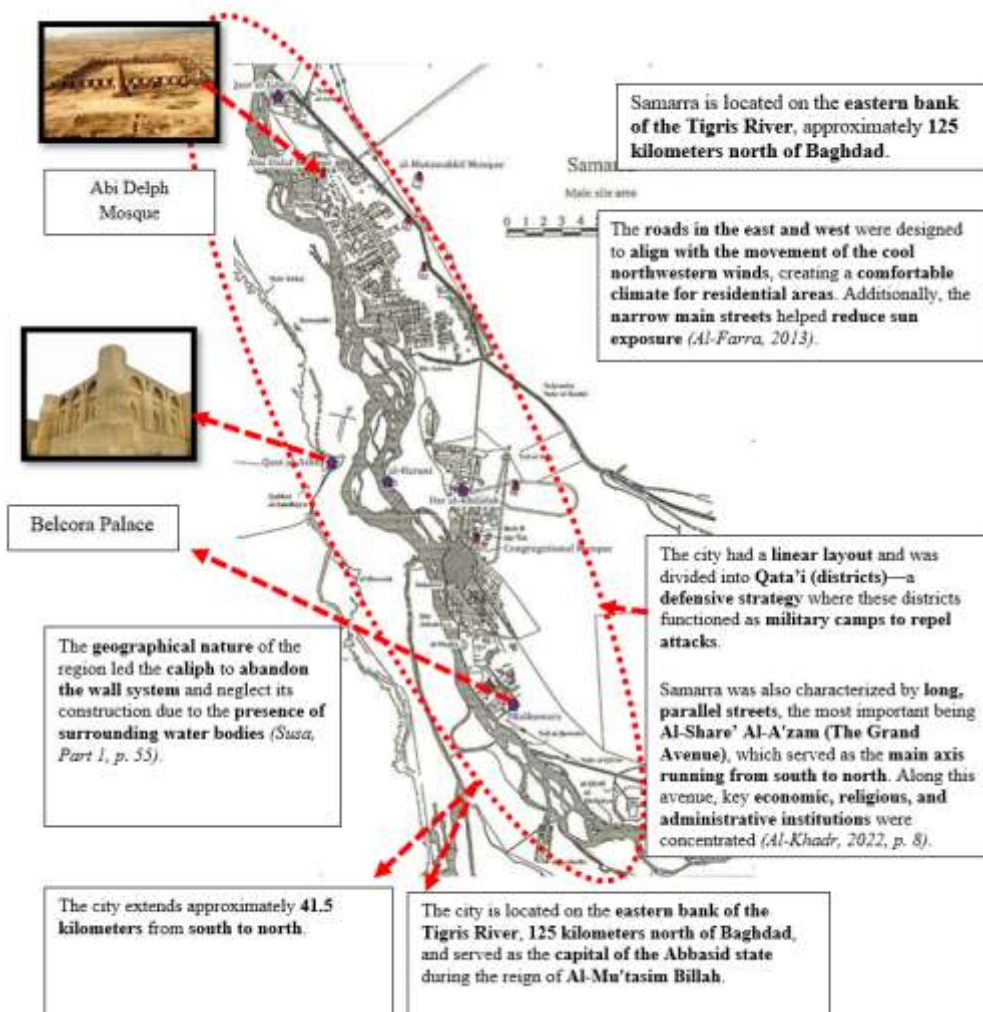 Samarra is located on the eastern bank
of the Tigris River, approximately 125
kilometers north of Baghdad.
Abi Delph
Mosque
al-Mutawakkil Mosque
Main site area
0 1 2 3 4
The roads in the east and west were designed
to align with the movement of the cool
northwestern winds, creating a comfortable
climate for residential areas. Additionally, the
narrow main streets helped reduce sun
exposure (Al-Farra, 2013).
Belcora Palace
al-Huwaisilat
Congregational Mosque
The city had a linear layout and was
divided into Qata'i (districts)—a
defensive strategy where these districts
functioned as military camps to repel
attacks.
Samarra was also characterized by long,
parallel streets, the most important being
Al-Share' Al-A'zam (The Grand
Avenue), which served as the main axis
running from south to north. Along this
avenue, key economic, religious, and
administrative institutions were
concentrated (Al-Khadr, 2022, p. 8).
The geographical nature of the
region led the caliph to abandon
the wall system and neglect its
construction due to the presence of
surrounding water bodies (Susa,
Part 1, p. 55).
The city extends approximately 41.5
kilometers from south to north.
The city is located on the eastern bank of the
Tigris River, 125 kilometers north of Baghdad,
and served as the capital of the Abbasid state
during the reign of Al-Mu'tasim Billah.